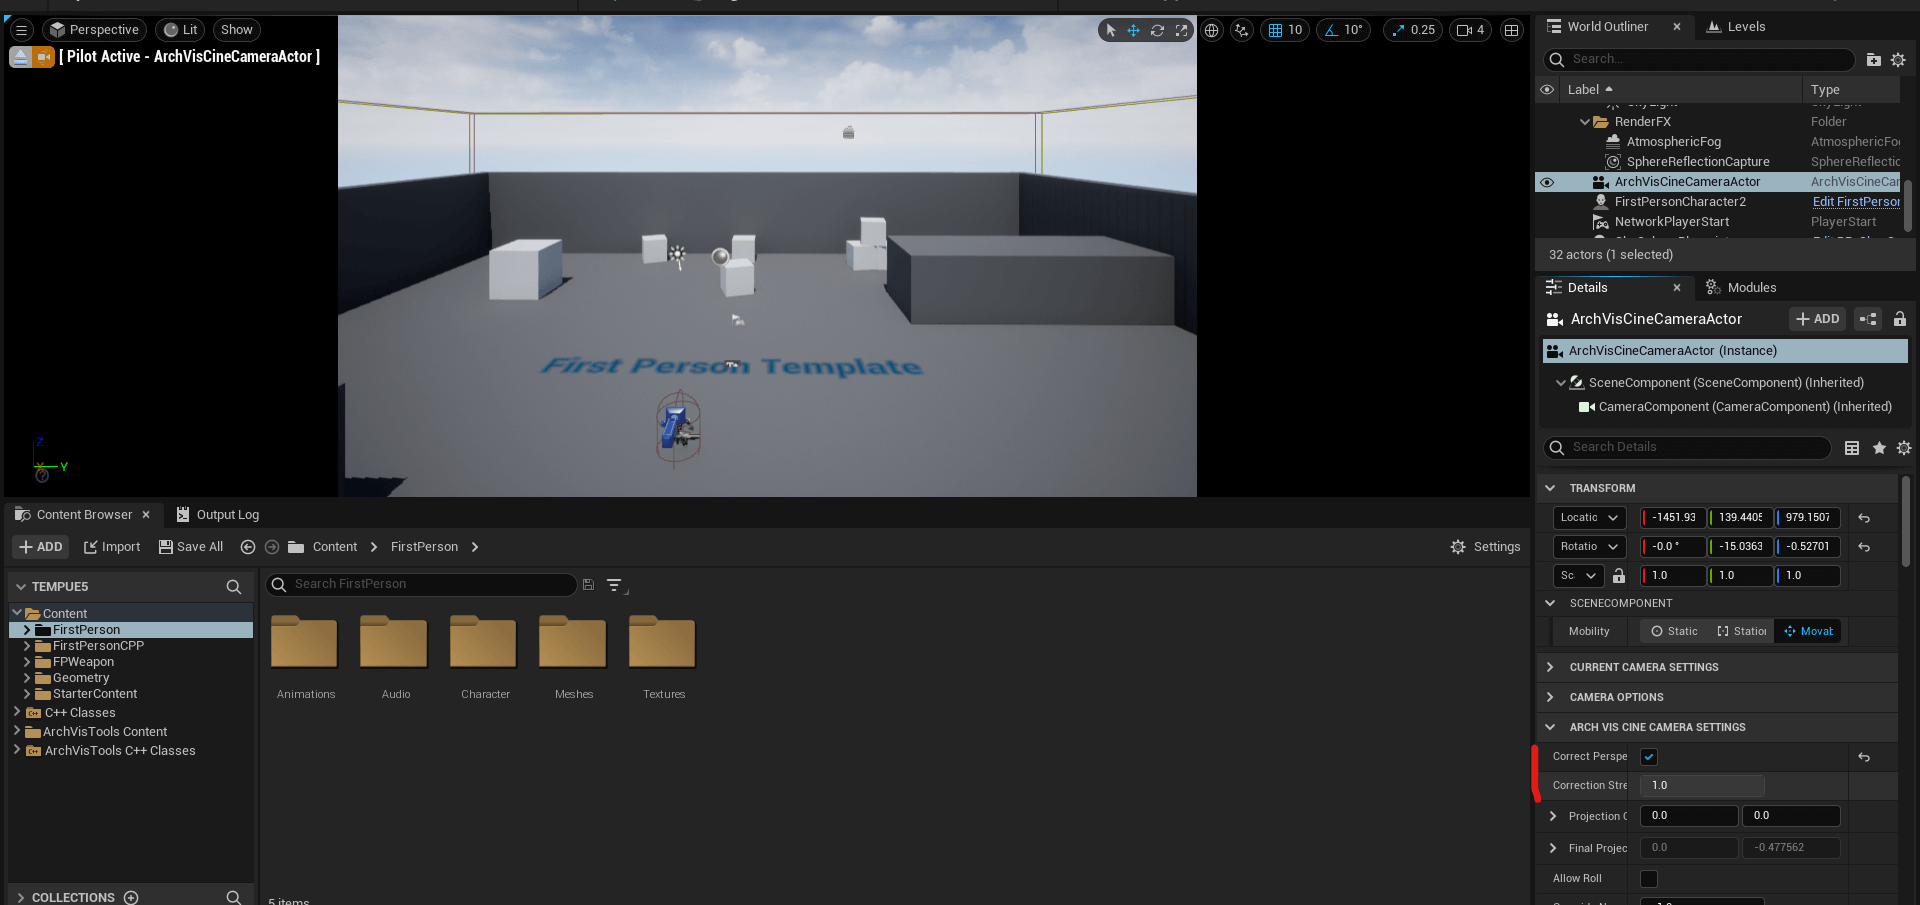 Perspective
Lit
Show
10
10°
0.25
4
[ Pilot Active - ArchVisCineCameraActor ]
First Person Template
Z
Y
World Outliner
Levels
Search...
Label
Type
RenderFX
Folder
AtmosphericFog
AtmosphericFo
SphereReflectionCapture
SphereReflectic
ArchVisCineCameraActor
ArchVisCineCar
FirstPersonCharacter2
Edit FirstPersor
NetworkPlayerStart
PlayerStart
32 actors (1 selected)
Details
Modules
ArchVisCineCameraActor
ADD
ArchVisCineCameraActor (Instance)
SceneComponent (SceneComponent) (Inherited)
CameraComponent (CameraComponent) (Inherited)
Search Details
TRANSFORM
Locatic
-1451.93
139.4405
979.1507
Rotatio
-0.0 °
-15.0363
-0.52701
Sc
1.0
1.0
1.0
SCENECOMPONENT
Mobility
Static
Station
Movab
CURRENT CAMERA SETTINGS
CAMERA OPTIONS
ARCH VIS CINE CAMERA SETTINGS
Correct Perspe
Correction Stre
1.0
Projection C
0.0
0.0
Final Projec
0.0
-0.477562
Allow Roll
Content Browser
Output Log
ADD
Import
Save All
Content
FirstPerson
Settings
TEMPUE5
Search FirstPerson
Content
FirstPerson
FirstPersonCPP
FPWeapon
Geometry
StarterContent
C++ Classes
ArchVisTools Content
ArchVisTools C++ Classes
Animations
Audio
Character
Meshes
Textures
COLLECTIONS
5 items